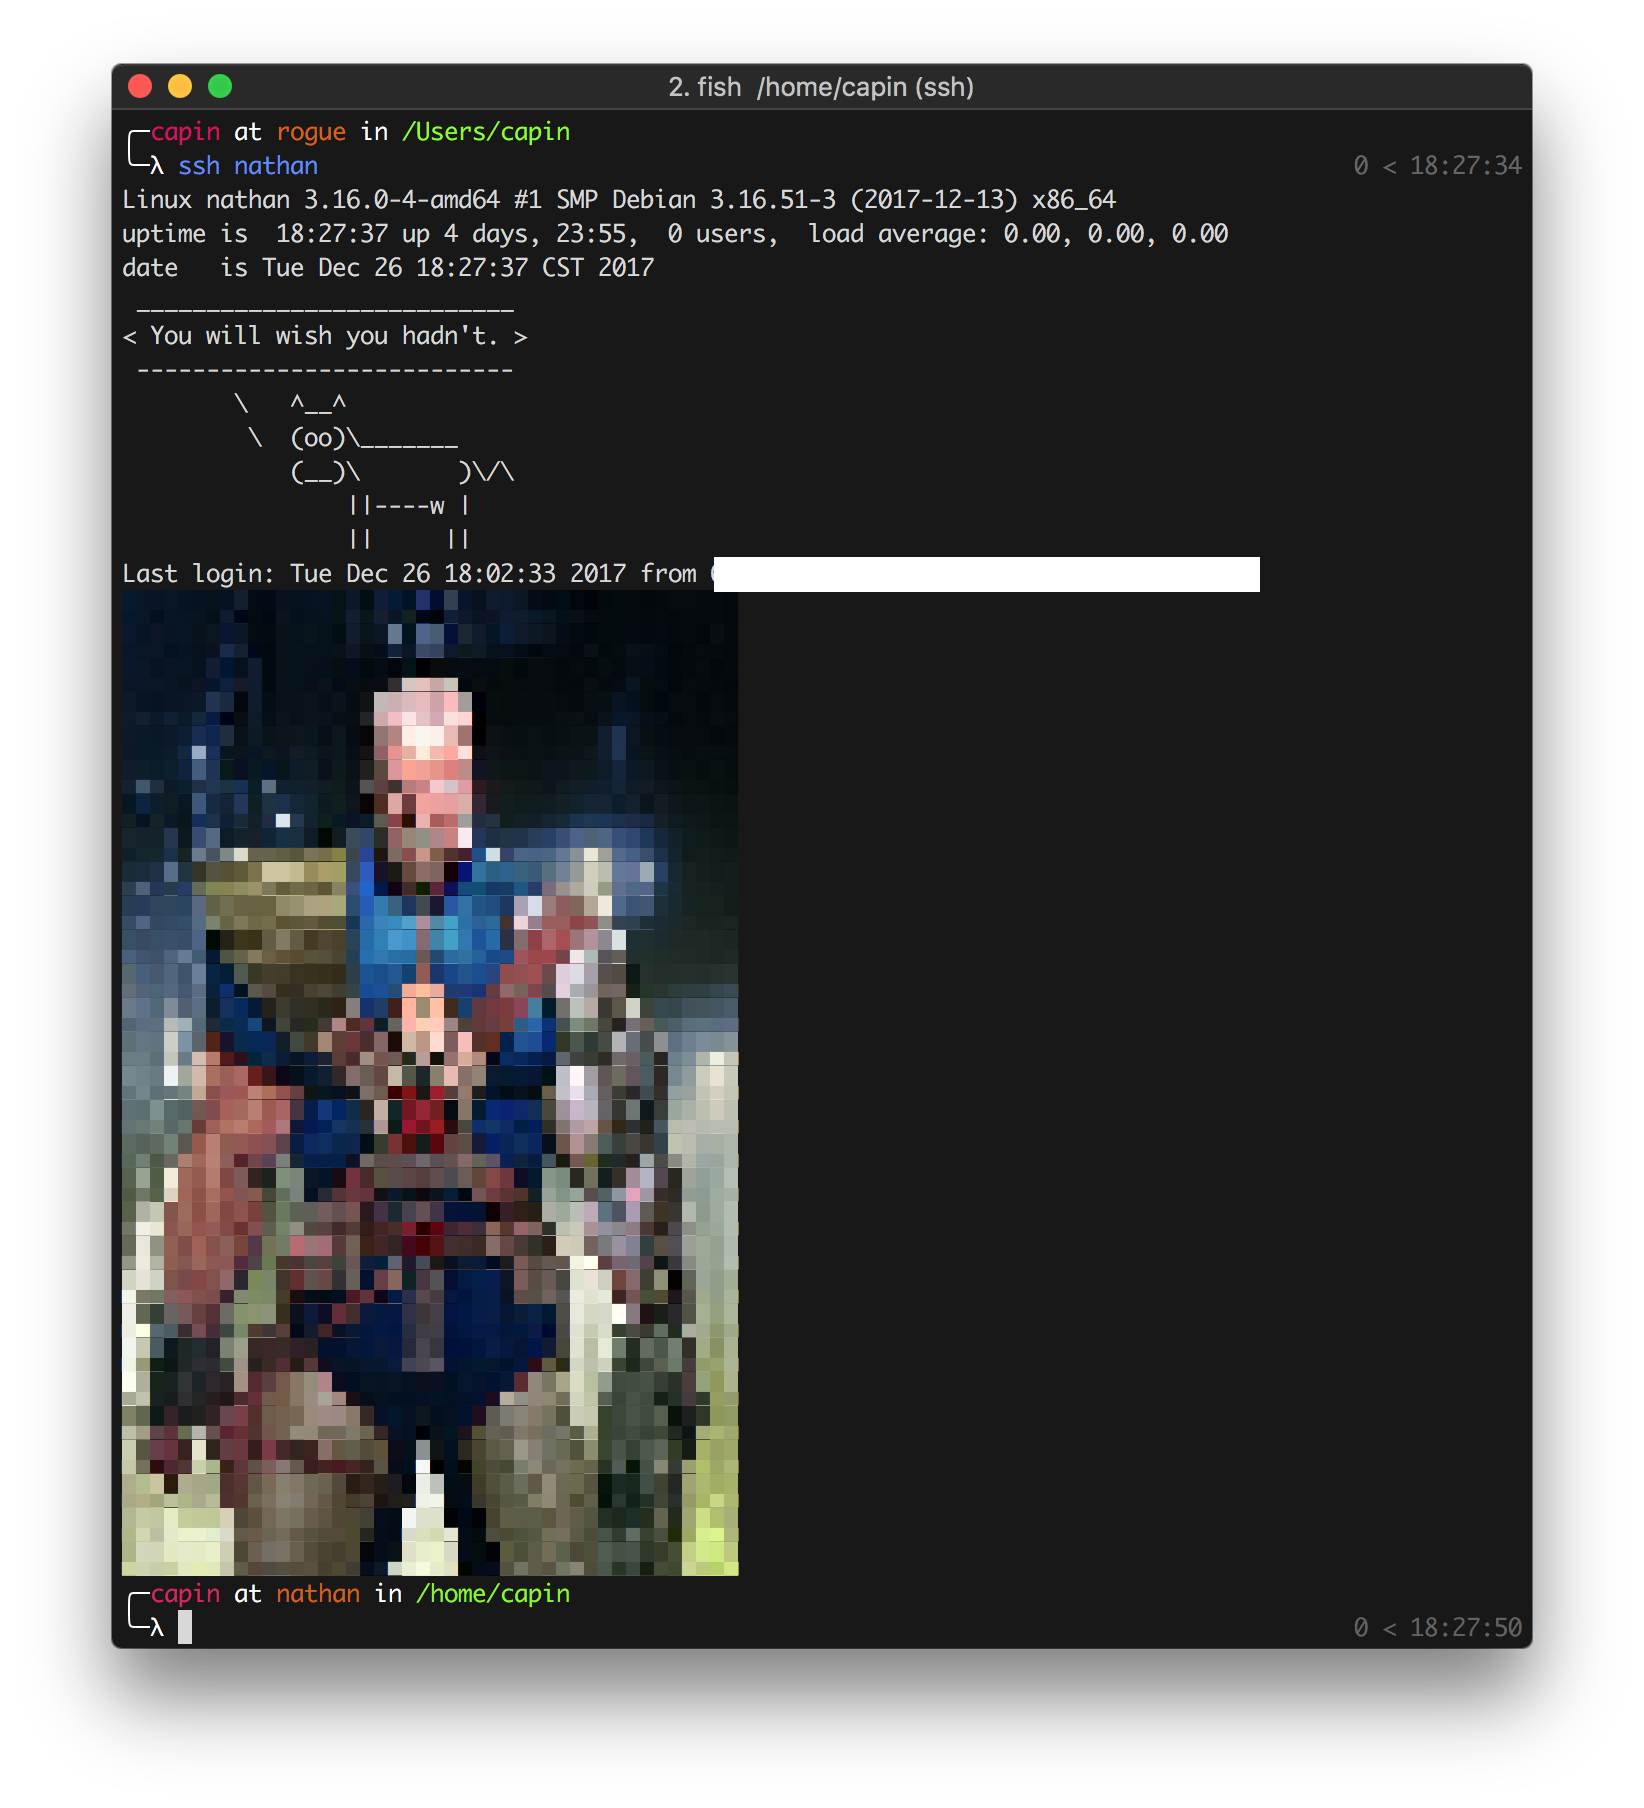 2. fish  /home/capin (ssh)
╭─capin at rogue in /Users/capin
╰─λ ssh nathan 0 < 18:27:34
Linux nathan 3.16.0-4-amd64 #1 SMP Debian 3.16.51-3 (2017-12-13) x86_64
uptime is  18:27:37 up 4 days, 23:55,  0 users,  load average: 0.00, 0.00, 0.00
date   is Tue Dec 26 18:27:37 CST 2017
 ___________________________
< You will wish you hadn't. >
 ---------------------------
        \   ^__^
         \  (oo)\_______
            (__)\       )\/\
                ||----w |
                ||     ||
Last login: Tue Dec 26 18:02:33 2017 from
╭─capin at nathan in /home/capin
╰─λ 0 < 18:27:50